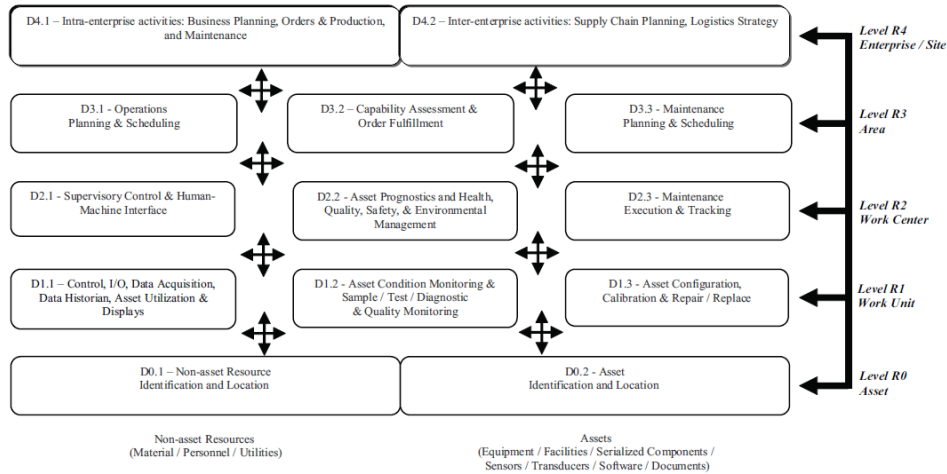 D4.1 – Intra-enterprise activities: Business Planning, Orders & Production,
and Maintenance
D4.2 – Inter-enterprise activities: Supply Chain Planning, Logistics Strategy
Level R4
Enterprise / Site
D3.1 - Operations
Planning & Scheduling
D3.2 – Capability Assessment &
Order Fulfillment
D3.3 - Maintenance
Planning & Scheduling
Level R3
Area
D2.1 - Supervisory Control & Human-
Machine Interface
D2.2 - Asset Prognostics and Health,
Quality, Safety, & Environmental
Management
D2.3 – Maintenance
Execution & Tracking
Level R2
Work Center
D1.1 – Control, I/O, Data Acquisition,
Data Historian, Asset Utilization &
Displays
D1.2 - Asset Condition Monitoring &
Sample / Test / Diagnostic
& Quality Monitoring
D1.3 - Asset Configuration,
Calibration & Repair / Replace
Level R1
Work Unit
D0.1 – Non-asset Resource
Identification and Location
D0.2 - Asset
Identification and Location
Level R0
Asset
Non-asset Resources
(Material / Personnel / Utilities)
Assets
(Equipment / Facilities / Serialized Components /
Sensors / Transducers / Software / Documents)